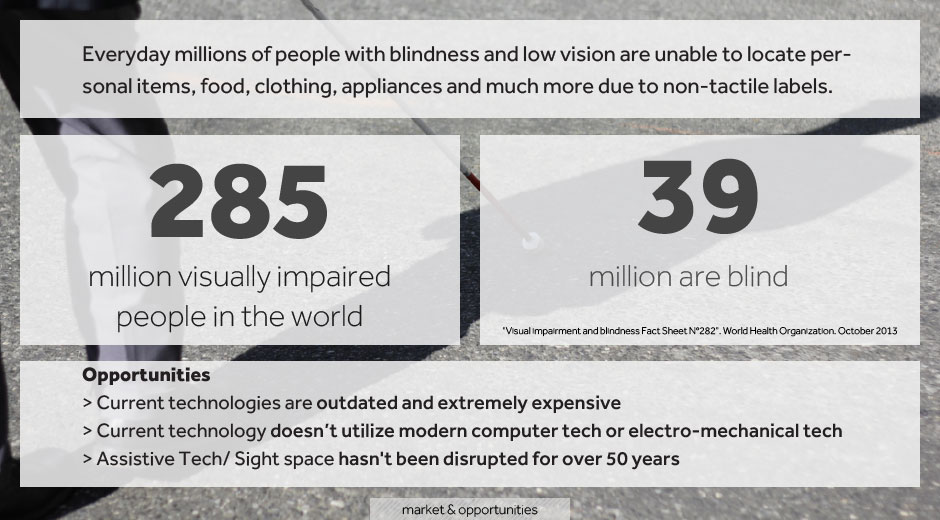 Everyday millions of people with blindness and low vision are unable to locate per-
sonal items, food, clothing, appliances and much more due to non-tactile labels.
285
million visually impaired
people in the world
39
million are blind
"Visual impairment and blindness Fact Sheet N°282". World Health Organization. October 2013
Opportunities
> Current technologies are outdated and extremely expensive
> Current technology doesn't utilize modern computer tech or electro-mechanical tech
> Assistive Tech/ Sight space hasn't been disrupted for over 50 years
market & opportunities